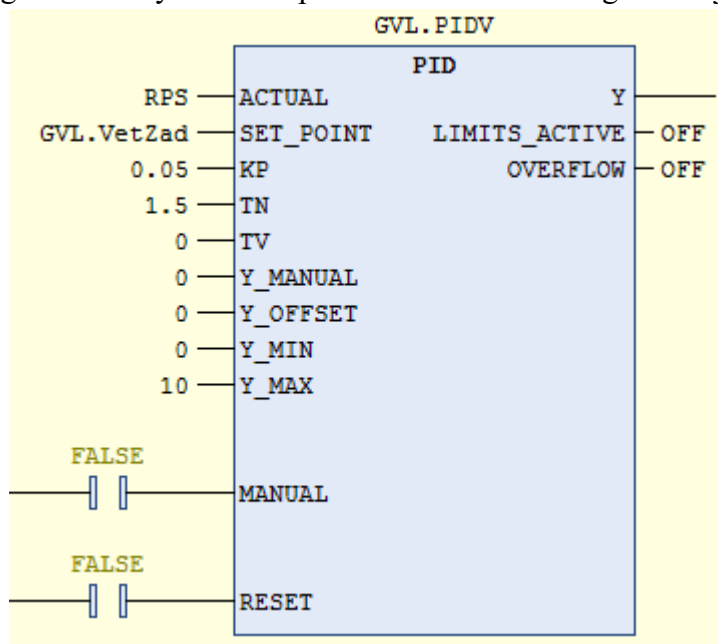 GVL.PIDV
PID
RPS ACTUAL Y
GVL.VetZad SET_POINT LIMITS_ACTIVE OFF
0.05 KP OVERFLOW OFF
1.5 TN
0 TV
0 Y_MANUAL
0 Y_OFFSET
0 Y_MIN
10 Y_MAX
FALSE
MANUAL
FALSE
RESET